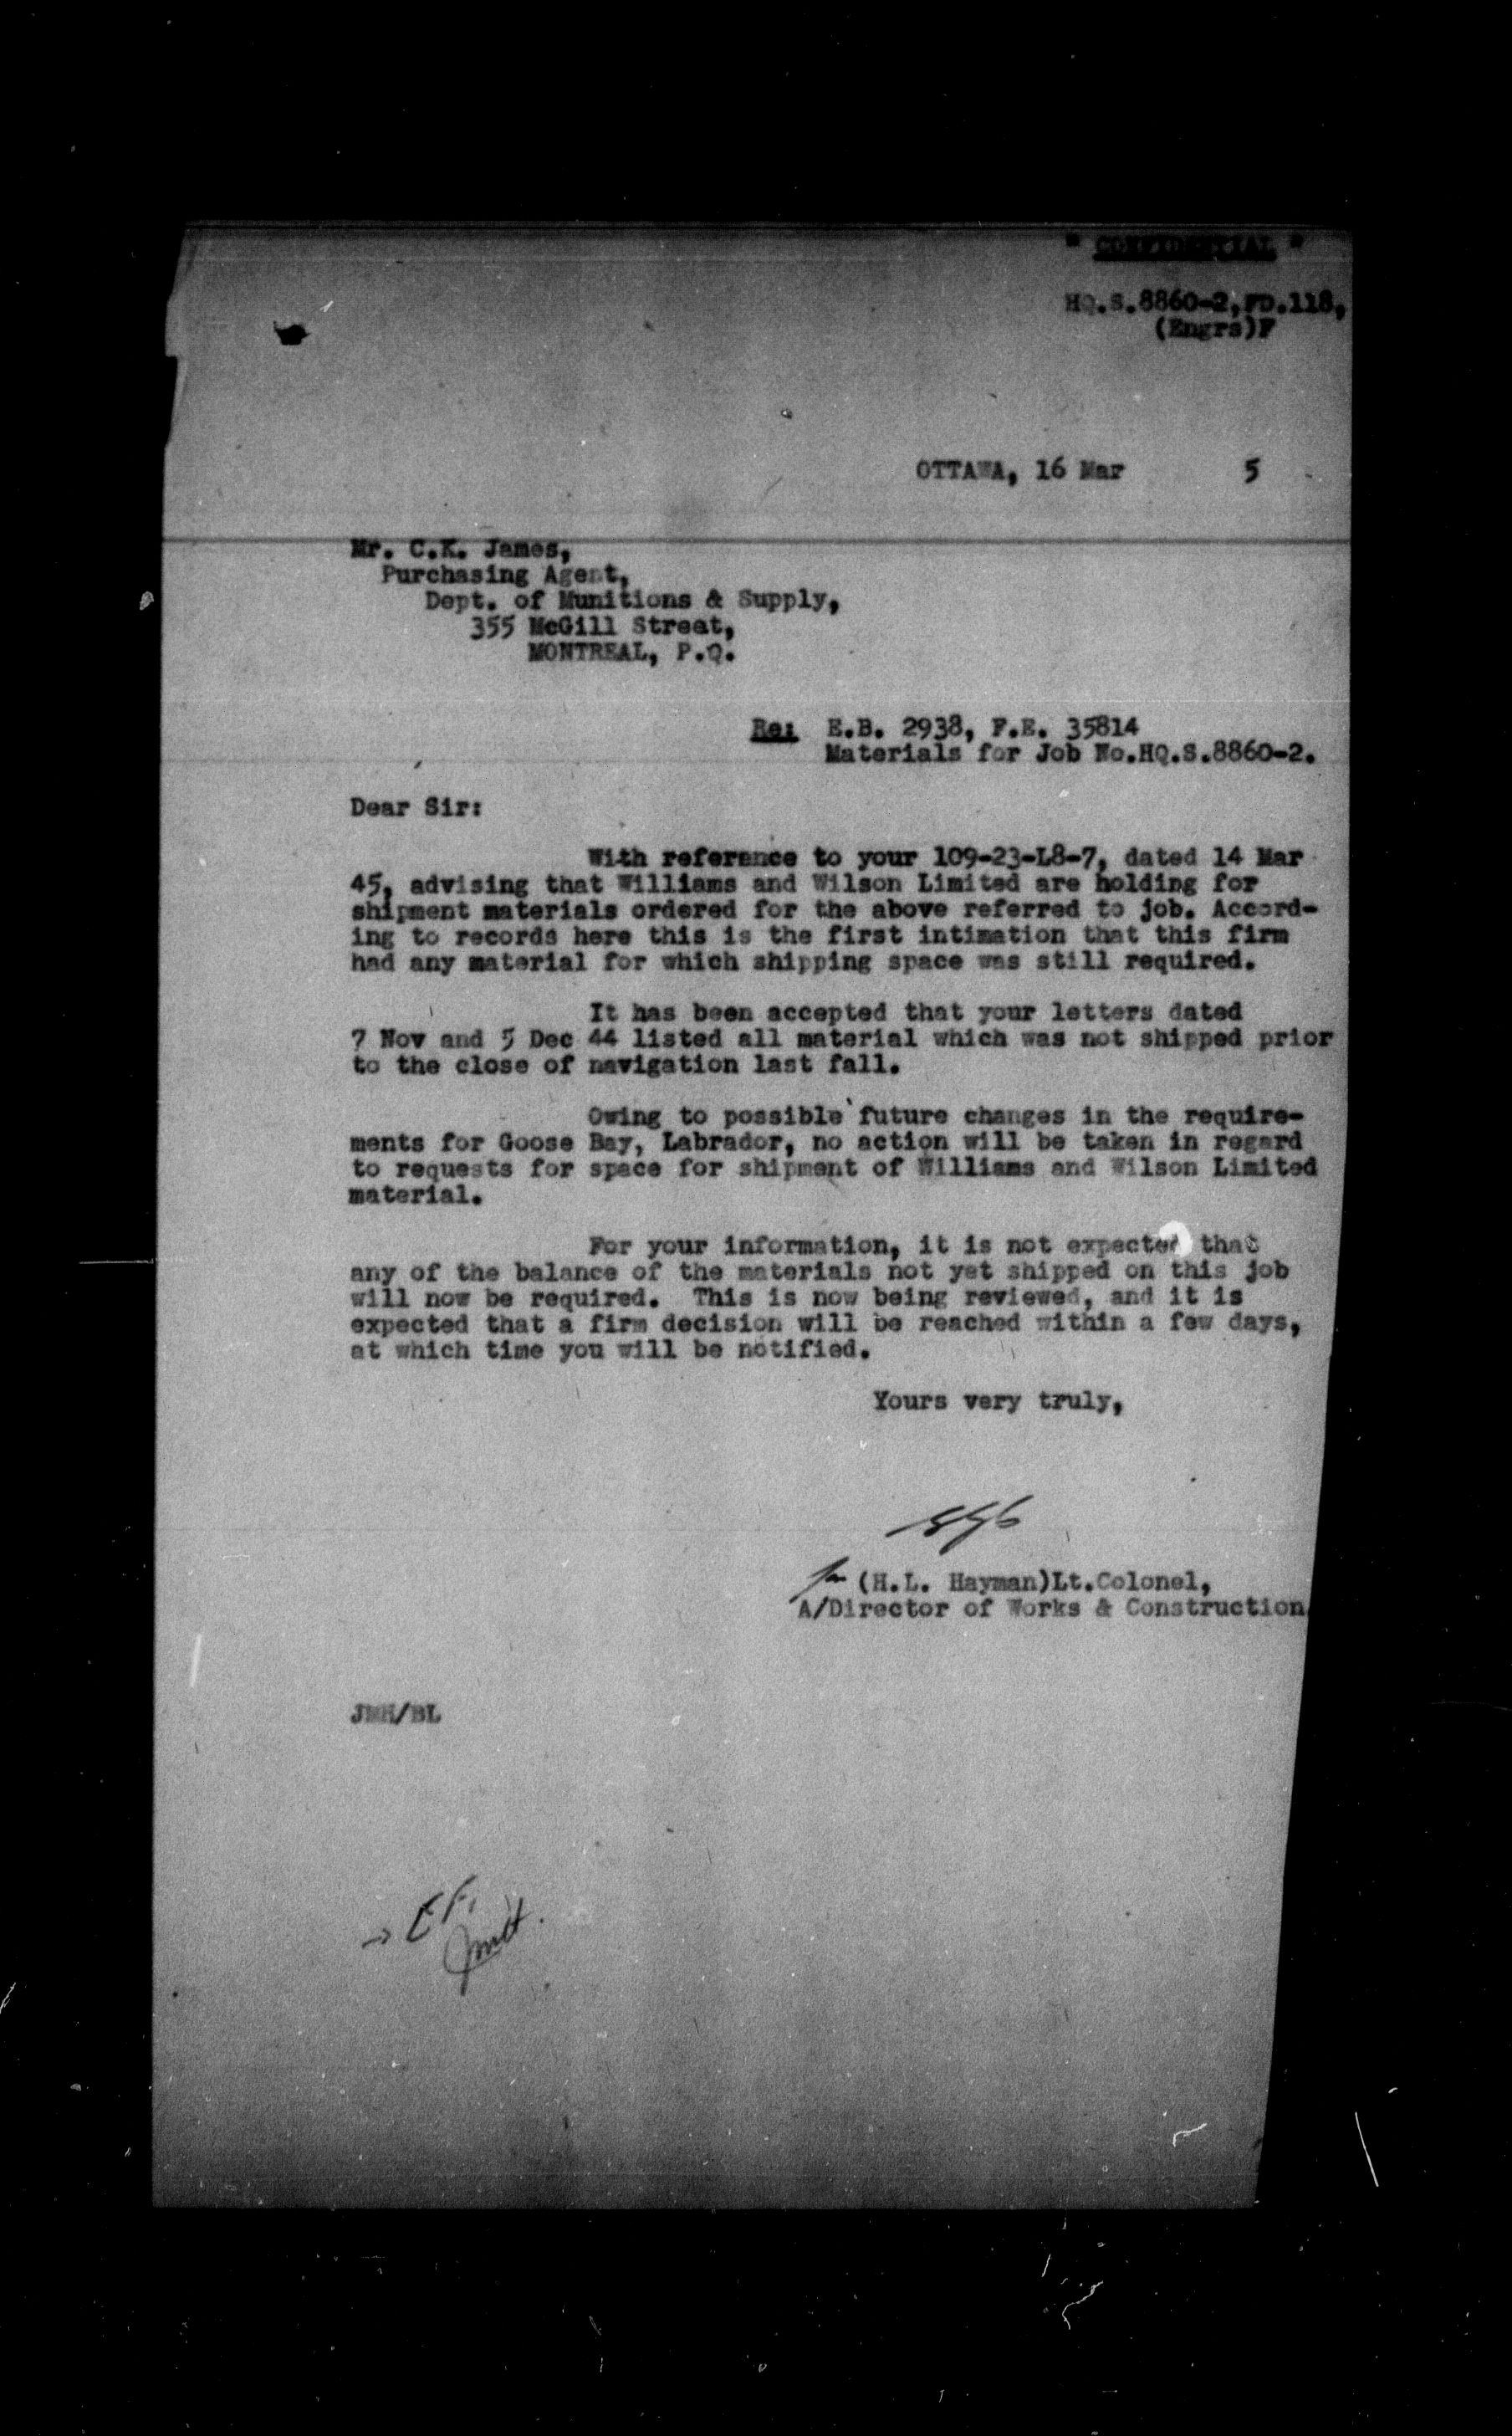 " CONFIDENTIAL "
HQ.S.8860-2,FD.118,
(Engrs)F
OTTAWA, 16 Mar 5
Mr. C.K. James,
Purchasing Agent,
Dept. of Munitions & Supply,
355 McGill Street,
MONTREAL, P.Q.
Re: E.B. 2938, F.E. 35814
Materials for Job No.HQ.S.8860-2.
Dear Sir:
With reference to your 109-23-L8-7, dated 14 Mar
45, advising that Williams and Wilson Limited are holding for
shipment materials ordered for the above referred to job. Accord-
ing to records here this is the first intimation that this firm
had any material for which shipping space was still required.
It has been accepted that your letters dated
7 Nov and 5 Dec 44 listed all material which was not shipped prior
to the close of navigation last fall.
Owing to possible future changes in the require-
ments for Goose Bay, Labrador, no action will be taken in regard
to requests for space for shipment of Williams and Wilson Limited
material.
For your information, it is not expected that
any of the balance of the materials not yet shipped on this job
will now be required. This is now being reviewed, and it is
expected that a firm decision will be reached within a few days,
at which time you will be notified.
Yours very truly,
for (H.L. Hayman)Lt.Colonel,
A/Director of Works & Construction
JMH/BL